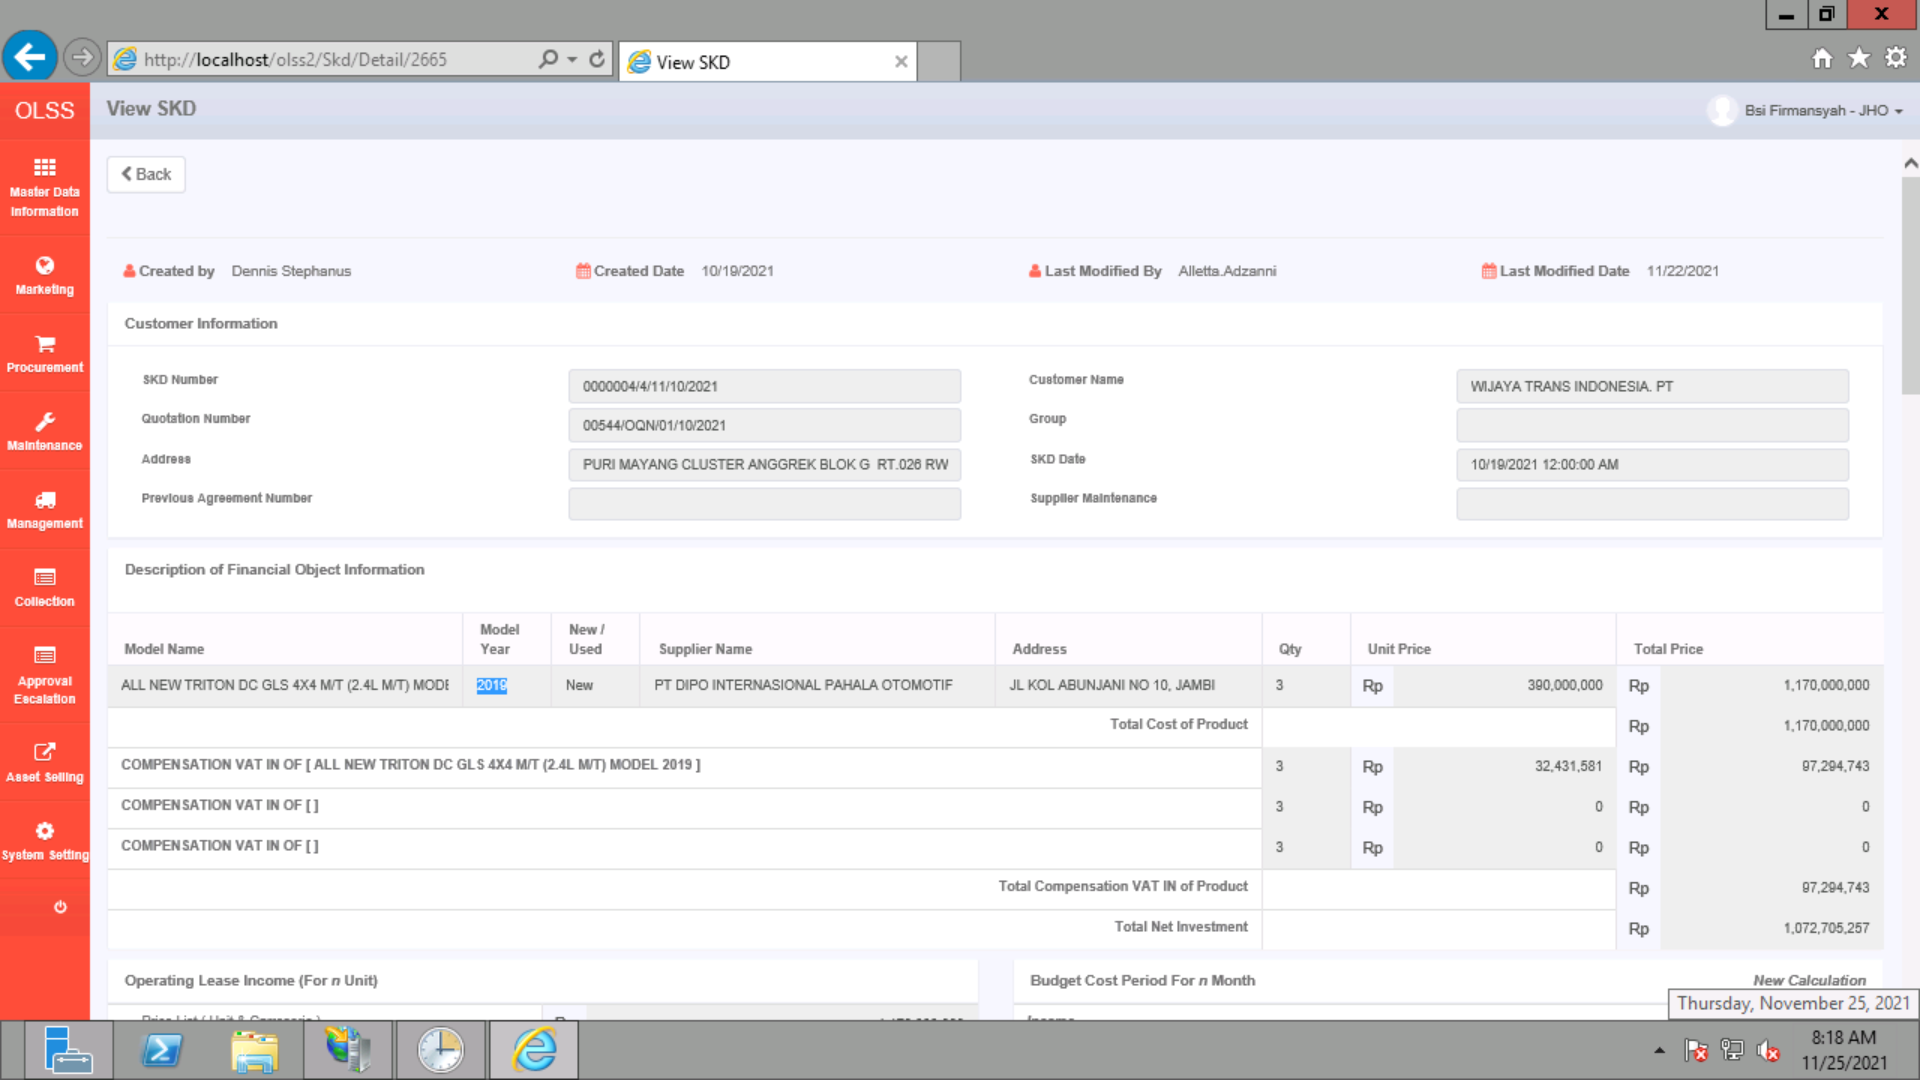 http://localhost/olss2/Skd/Detail/2665
View SKD
OLSS
View SKD
Bsi Firmansyah - JHO
Back
Master Data Information
Marketing
Procurement
Maintenance
Management
Collection
Approval Escalation
Asset Selling
System Setting
Created by Dennis Stephanus
Created Date 10/19/2021
Last Modified By Alletta.Adzanni
Last Modified Date 11/22/2021
Customer Information
SKD Number 0000004/4/11/10/2021
Customer Name WIJAYA TRANS INDONESIA. PT
Quotation Number 00544/OQN/01/10/2021
Group
Address PURI MAYANG CLUSTER ANGGREK BLOK G RT.026 RW
SKD Date 10/19/2021 12:00:00 AM
Previous Agreement Number
Supplier Maintenance
Description of Financial Object Information
Model Name Model Year New / Used Supplier Name Address Qty Unit Price Total Price
ALL NEW TRITON DC GLS 4X4 M/T (2.4L M/T) MODE 2019 New PT DIPO INTERNASIONAL PAHALA OTOMOTIF JL KOL ABUNJANI NO 10, JAMBI 3 Rp 390,000,000 Rp 1,170,000,000
Total Cost of Product Rp 1,170,000,000
COMPENSATION VAT IN OF [ ALL NEW TRITON DC GLS 4X4 M/T (2.4L M/T) MODEL 2019 ] 3 Rp 32,431,581 Rp 97,294,743
COMPENSATION VAT IN OF [ ] 3 Rp 0 Rp 0
COMPENSATION VAT IN OF [ ] 3 Rp 0 Rp 0
Total Compensation VAT IN of Product Rp 97,294,743
Total Net Investment Rp 1,072,705,257
Operating Lease Income (For n Unit)
Budget Cost Period For n Month
New Calculation
Thursday, November 25, 2021
8:18 AM
11/25/2021